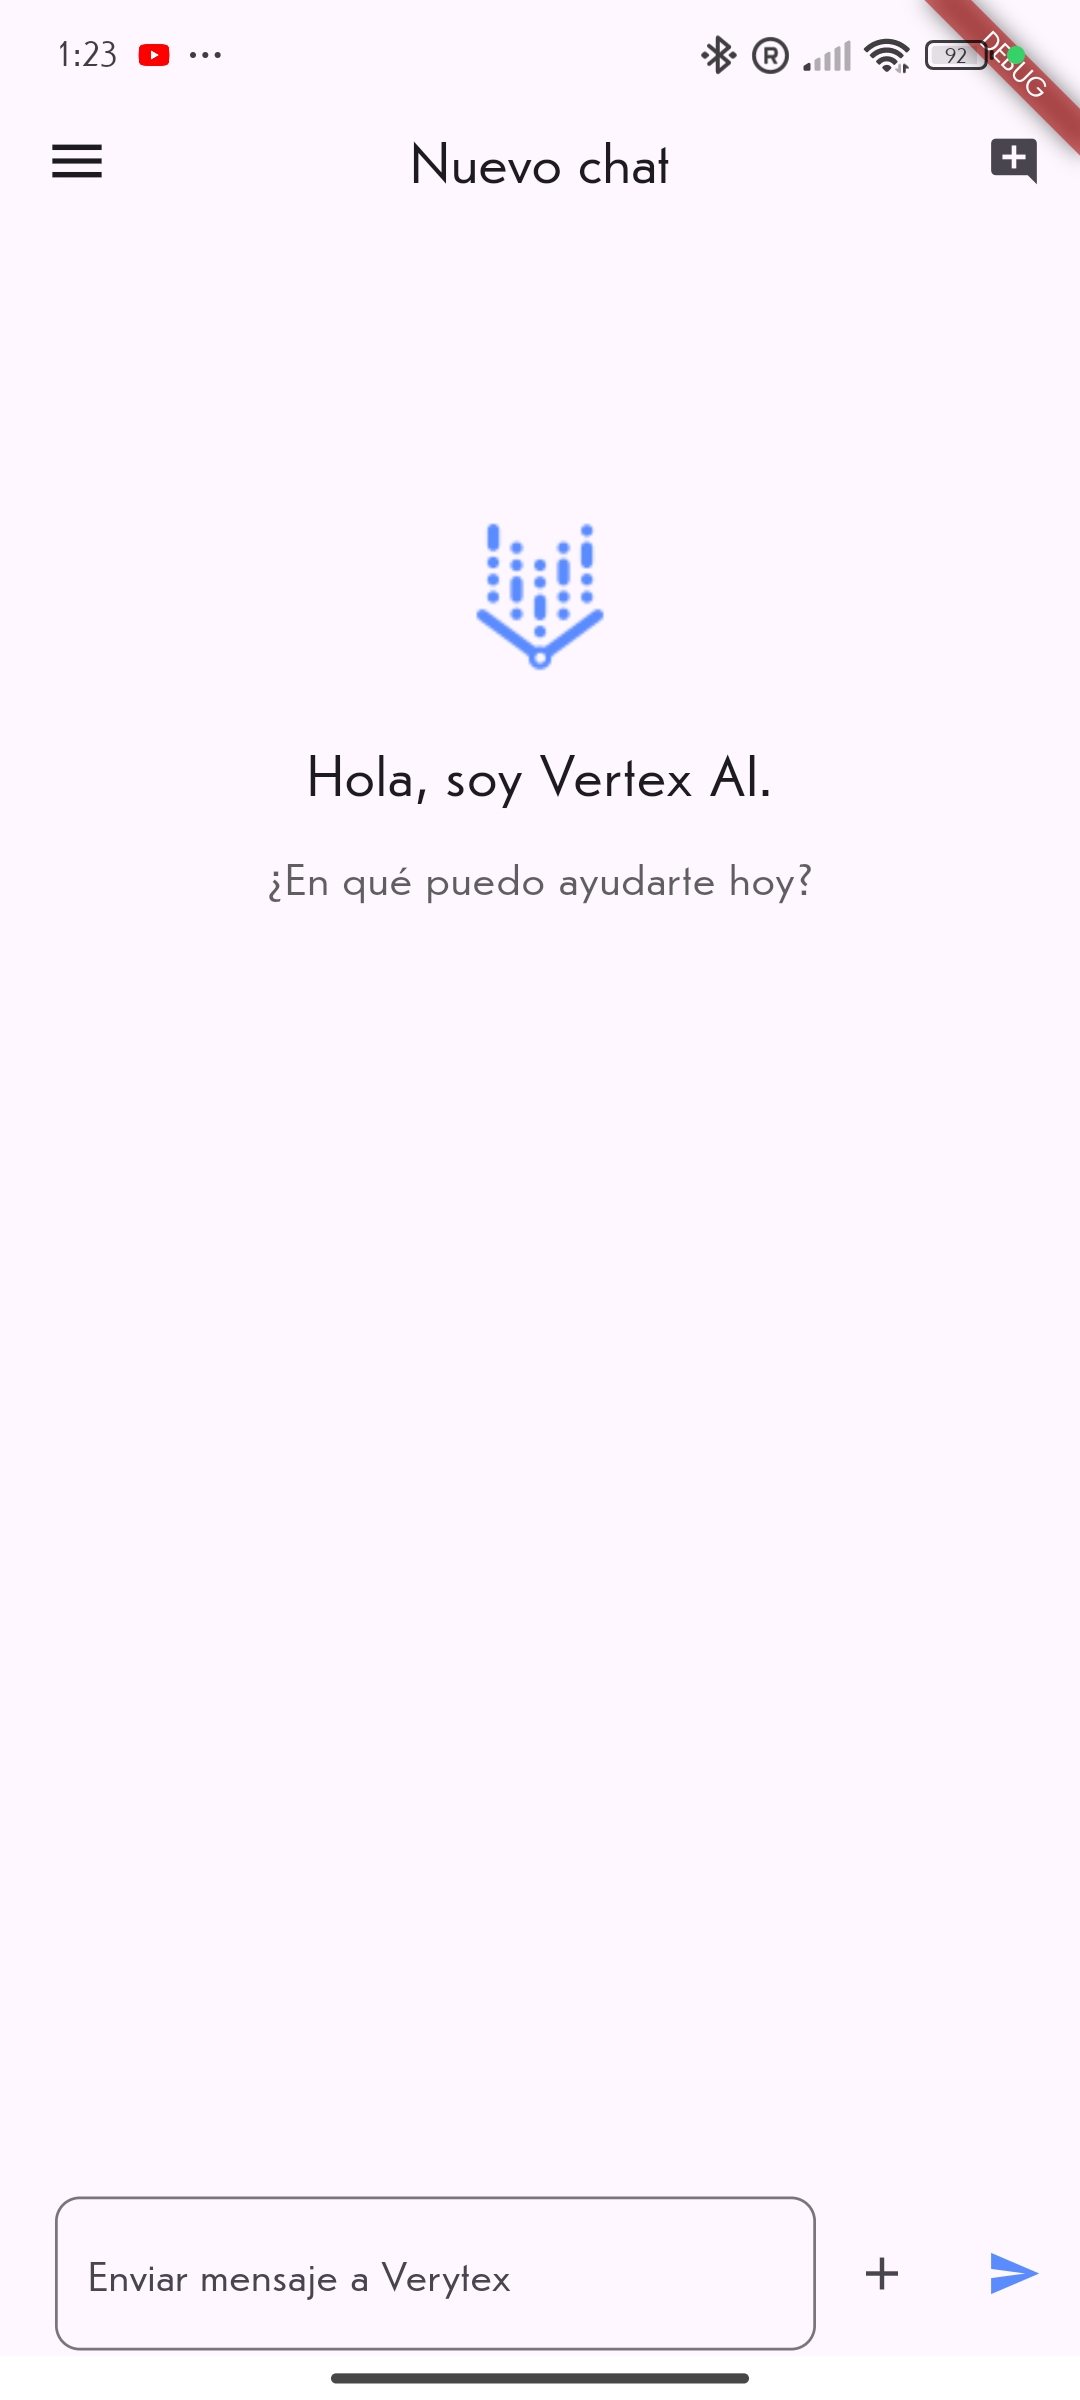 1:23
92
DEBUG
Nuevo chat
Hola, soy Vertex AI.
¿En qué puedo ayudarte hoy?
Enviar mensaje a Verytex